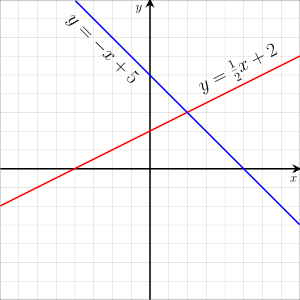 y
y = −x + 5
y = ½x + 2
x